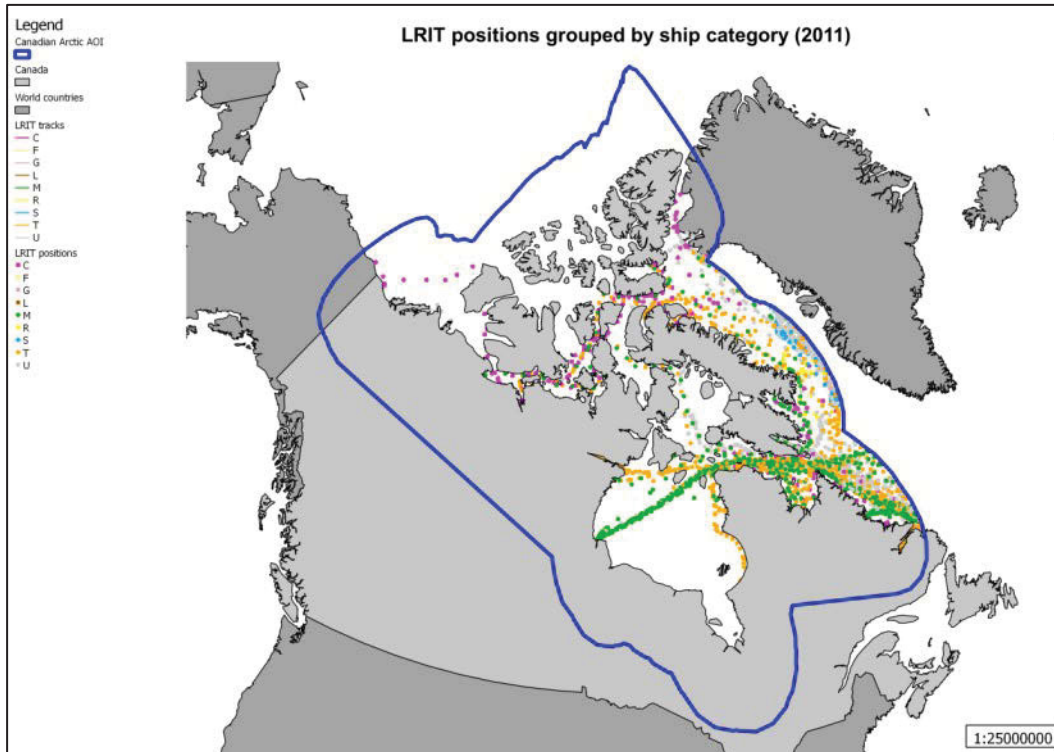 LRIT positions grouped by ship category (2011)
Legend
Canadian Arctic AOI
Canada
World countries
LRIT tracks
C
F
G
L
M
R
S
T
U
LRIT positions
C
F
G
L
M
R
S
T
U
1:25000000